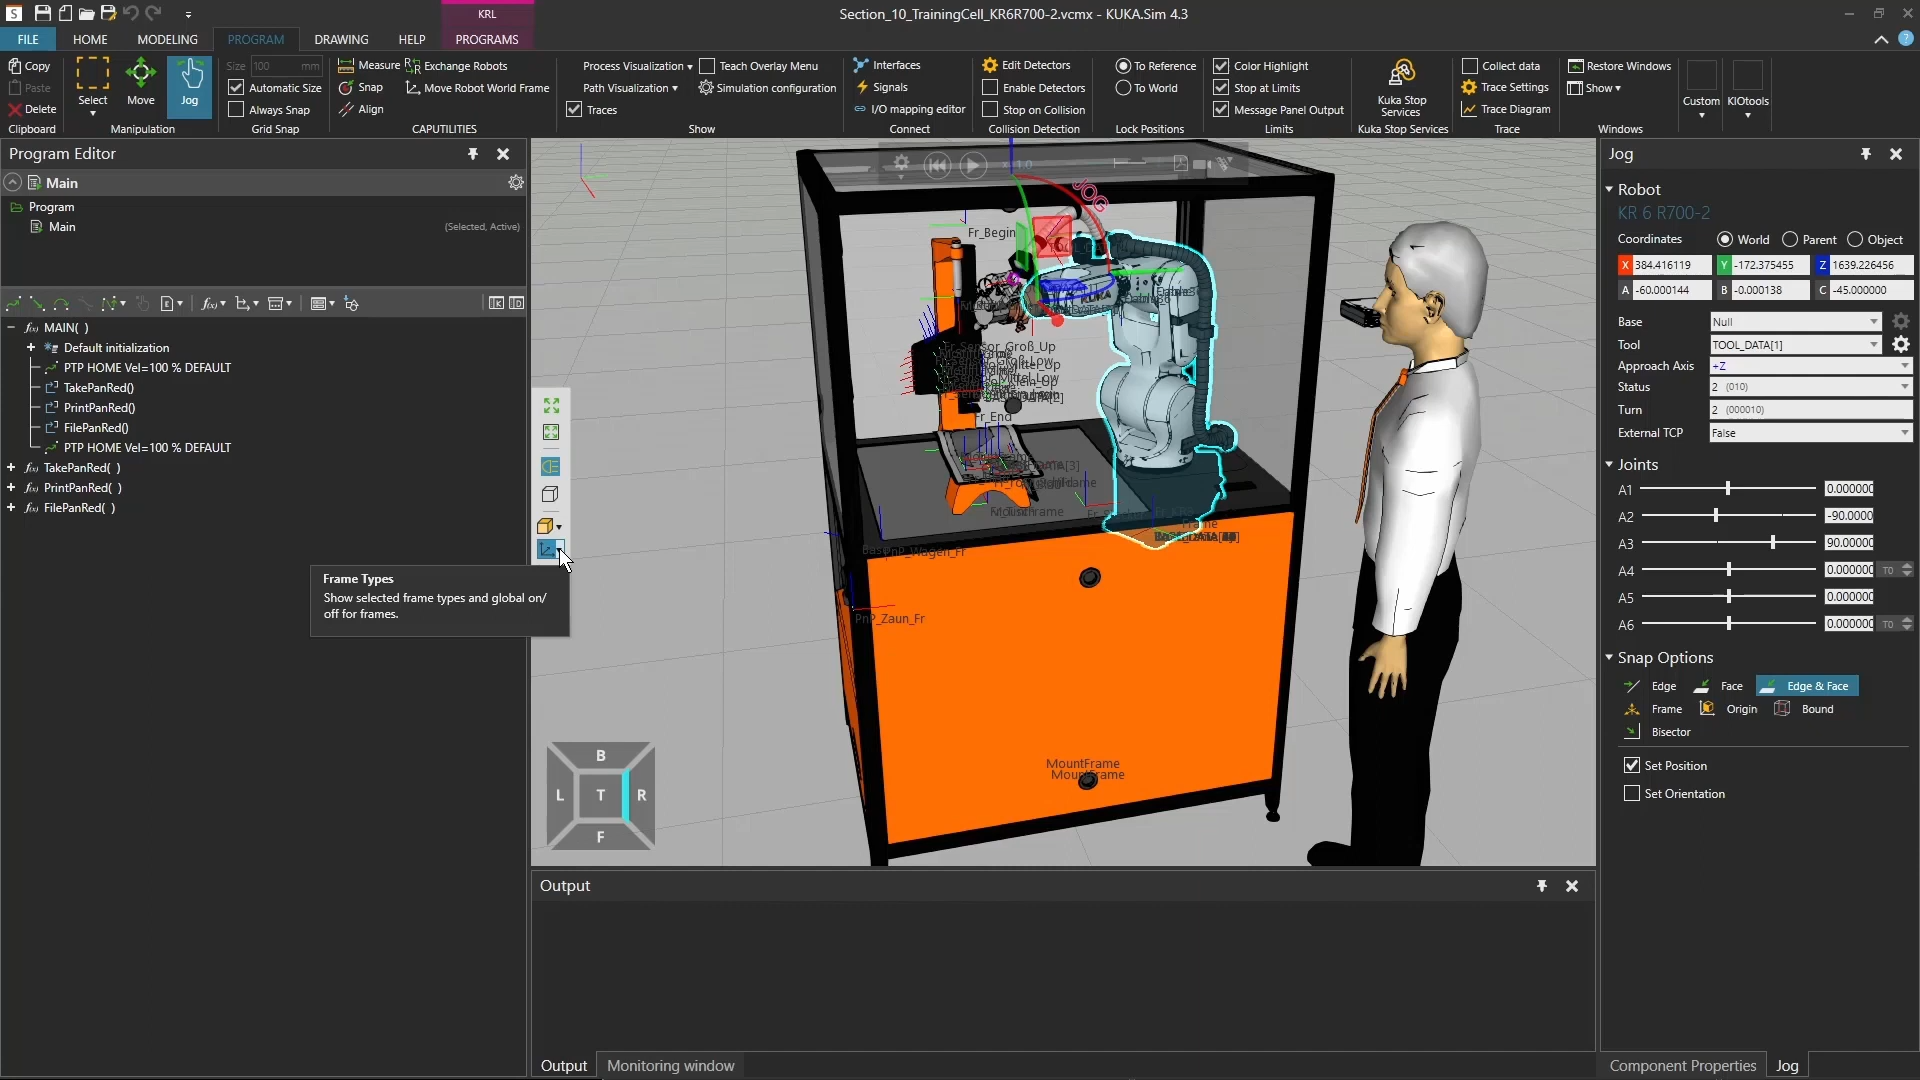 S
KRL
Section_10_TrainingCell_KR6R700-2.vcmx - KUKA.Sim 4.3
FILE
HOME
MODELING
PROGRAM
DRAWING
HELP
PROGRAMS
?
Copy
Paste
Delete
Clipboard
Select
Move
Jog
Manipulation
Size 100 mm
Automatic Size
Always Snap
Grid Snap
Measure
Snap
Align
Exchange Robots
Move Robot World Frame
CAPUTILITIES
Process Visualization
Path Visualization
Traces
Teach Overlay Menu
Simulation configuration
Show
Interfaces
Signals
I/O mapping editor
Connect
Edit Detectors
Enable Detectors
Stop on Collision
Collision Detection
To Reference
To World
Lock Positions
Color Highlight
Stop at Limits
Message Panel Output
Limits
Kuka Stop
Services
Kuka Stop Services
Collect data
Trace Settings
Trace Diagram
Trace
Restore Windows
Show
Windows
Custom
KIOtools
Program Editor
Main
Program
Main
(Selected, Active)
MAIN( )
Default initialization
PTP HOME Vel=100 % DEFAULT
TakePanRed()
PrintPanRed()
FilePanRed()
PTP HOME Vel=100 % DEFAULT
TakePanRed( )
PrintPanRed( )
FilePanRed( )
Frame Types
Show selected frame types and global on/
off for frames.
JOG
Fr_Begin
Fr_Sensor_Groß_Up
Fr_End
PnP_Wagen_Fr
PnP_Zaun_Fr
MountFrame
MountFrame
B
L
T
R
F
Output
Output
Monitoring window
Jog
Robot
KR 6 R700-2
Coordinates
World
Parent
Object
X 384.416119
Y -172.375455
Z 1639.226456
A -60.000144
B -0.000138
C -45.000000
Base Null
Tool TOOL_DATA[1]
Approach Axis +Z
Status 2 (010)
Turn 2 (000010)
External TCP False
Joints
A1 0.000000
A2 -90.0000
A3 90.0000
A4 0.000000 T0
A5 0.000000
A6 0.000000 T0
Snap Options
Edge
Face
Edge & Face
Frame
Origin
Bound
Bisector
Set Position
Set Orientation
Component Properties
Jog